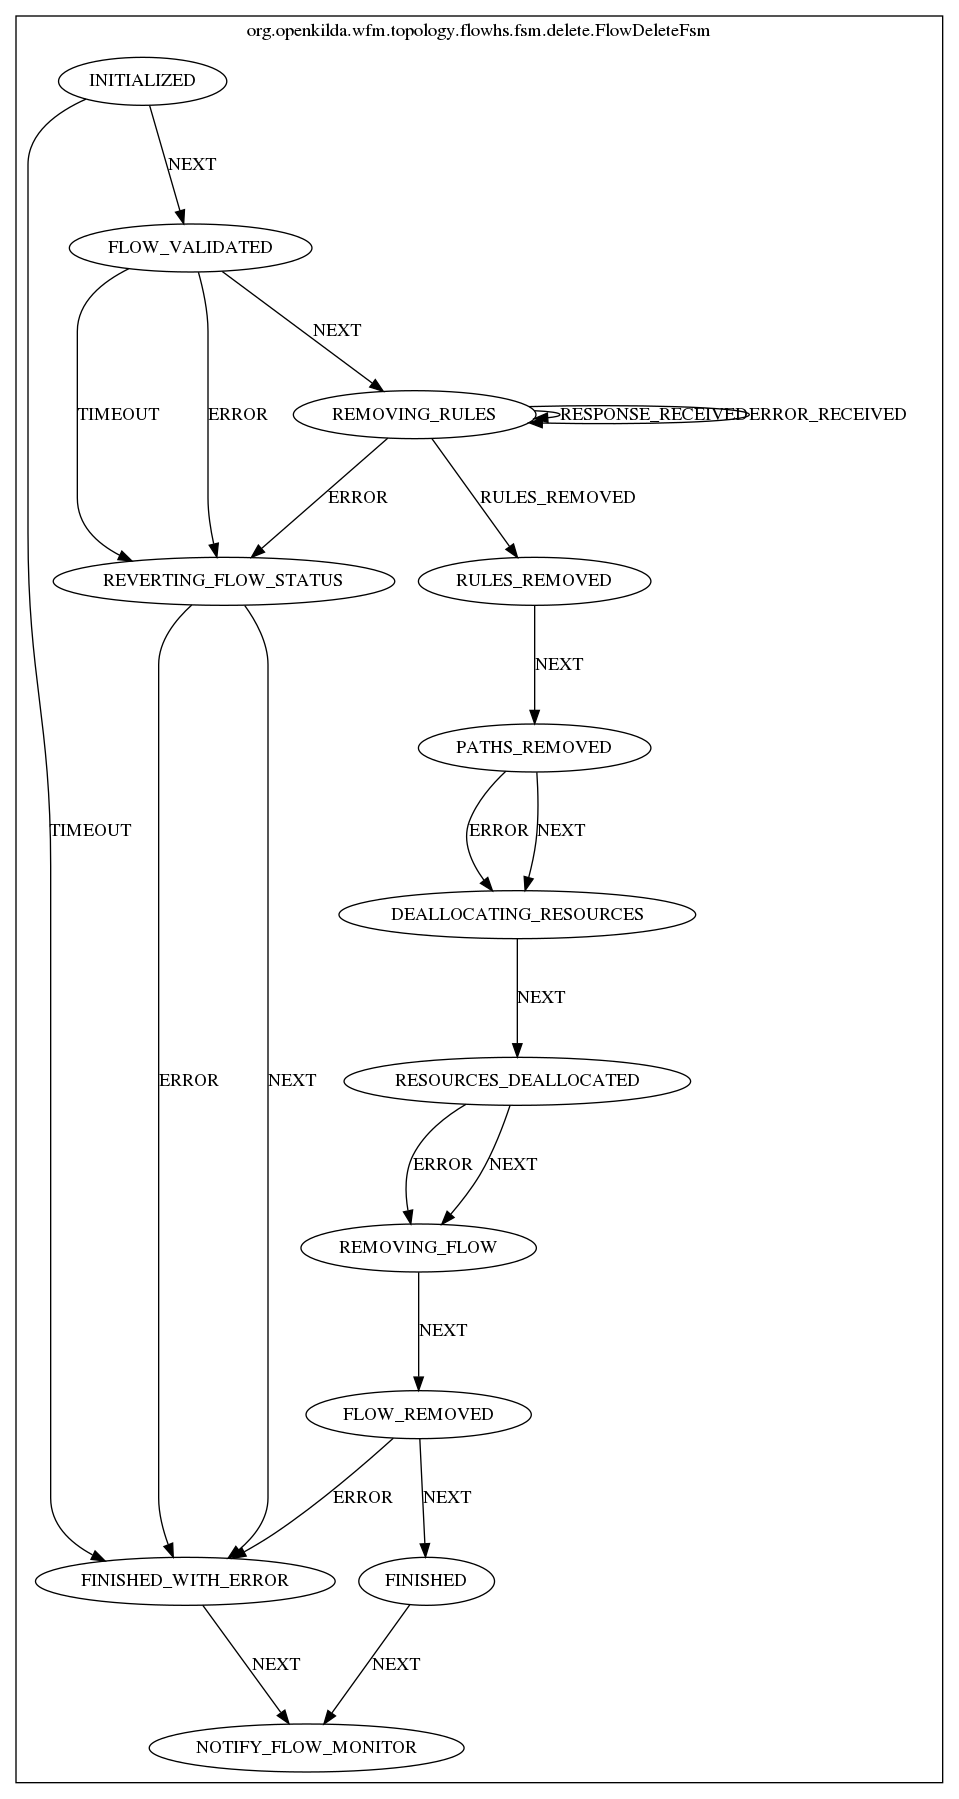 org.openkilda.wfm.topology.flowhs.fsm.delete.FlowDeleteFsm
INITIALIZED
NEXT
FLOW_VALIDATED
NEXT
TIMEOUT
ERROR
REMOVING_RULES
RESPONSE_RECEIVED
ERROR_RECEIVED
ERROR
RULES_REMOVED
REVERTING_FLOW_STATUS
RULES_REMOVED
NEXT
PATHS_REMOVED
TIMEOUT
ERROR
NEXT
DEALLOCATING_RESOURCES
NEXT
ERROR
NEXT
RESOURCES_DEALLOCATED
ERROR
NEXT
REMOVING_FLOW
NEXT
FLOW_REMOVED
ERROR
NEXT
FINISHED_WITH_ERROR
FINISHED
NEXT
NEXT
NOTIFY_FLOW_MONITOR